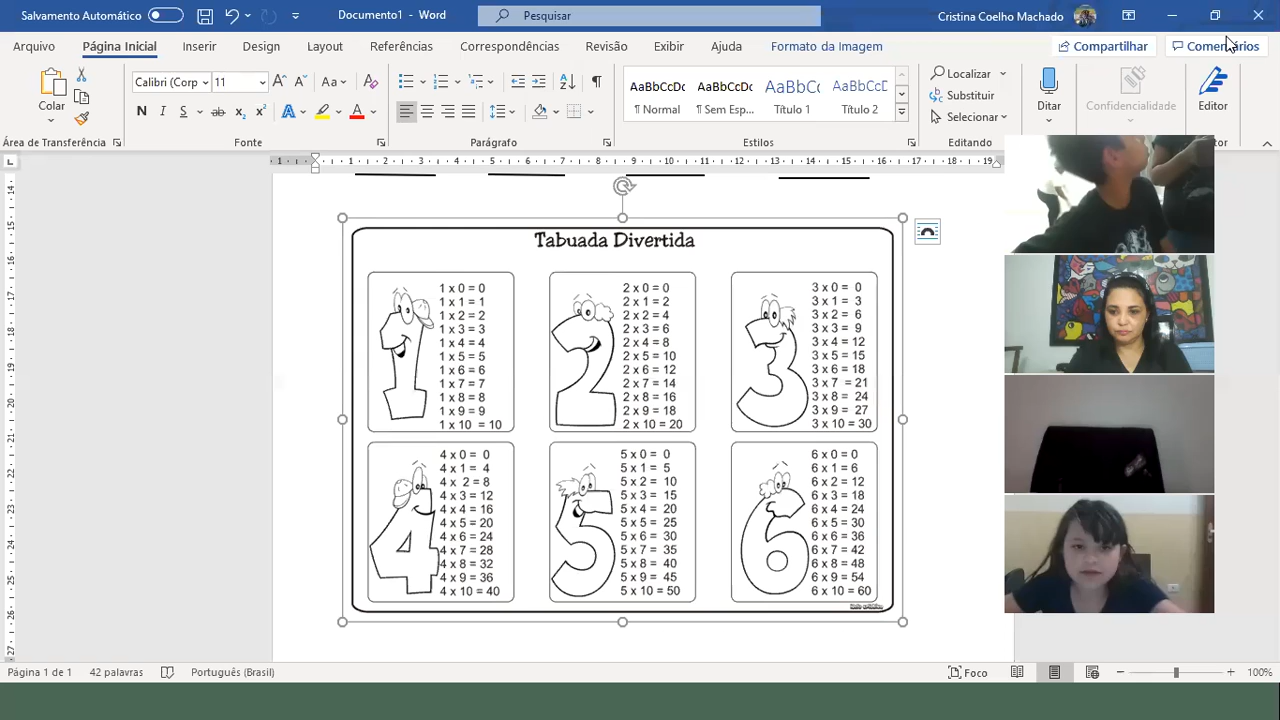 Salvamento Automático
Documento1 - Word
Pesquisar
Cristina Coelho Machado
Arquivo
Página Inicial
Inserir
Design
Layout
Referências
Correspondências
Revisão
Exibir
Ajuda
Formato da Imagem
Compartilhar
Comentários
Colar
Calibri (Corp
11
Aa
N I S ab x₂ x²
A A
AaBbCcDc
AaBbCcDc
AaBbCc
AaBbCcD
¶ Normal
¶ Sem Esp...
Título 1
Título 2
Localizar
Substituir
Selecionar
Ditar
Confidencialidade
Editor
Área de Transferência
Fonte
Parágrafo
Estilos
Editando
Tabuada Divertida
1 x 0 = 0
1 x 1 = 1
1 x 2 = 2
1 x 3 = 3
1 x 4 = 4
1 x 5 = 5
1 x 6 = 6
1 x 7 = 7
1 x 8 = 8
1 x 9 = 9
1 x 10 = 10
2 x 0 = 0
2 x 1 = 2
2 x 2 = 4
2 x 3 = 6
2 x 4 = 8
2 x 5 = 10
2 x 6 = 12
2 x 7 = 14
2 x 8 = 16
2 x 9 = 18
2 x 10 = 20
3 x 0 = 0
3 x 1 = 3
3 x 2 = 6
3 x 3 = 9
3 x 4 = 12
3 x 5 = 15
3 x 6 = 18
3 x 7 = 21
3 x 8 = 24
3 x 9 = 27
3 x 10 = 30
4 x 0 = 0
4 x 1 = 4
4 x 2 = 8
4 x 3 = 12
4 x 4 = 16
4 x 5 = 20
4 x 6 = 24
4 x 7 = 28
4 x 8 = 32
4 x 9 = 36
4 x 10 = 40
5 x 0 = 0
5 x 1 = 5
5 x 2 = 10
5 x 3 = 15
5 x 4 = 20
5 x 5 = 25
5 x 6 = 30
5 x 7 = 35
5 x 8 = 40
5 x 9 = 45
5 x 10 = 50
6 x 0 = 0
6 x 1 = 6
6 x 2 = 12
6 x 3 = 18
6 x 4 = 24
6 x 5 = 30
6 x 6 = 36
6 x 7 = 42
6 x 8 = 48
6 x 9 = 54
6 x 10 = 60
Página 1 de 1
42 palavras
Português (Brasil)
Foco
100%